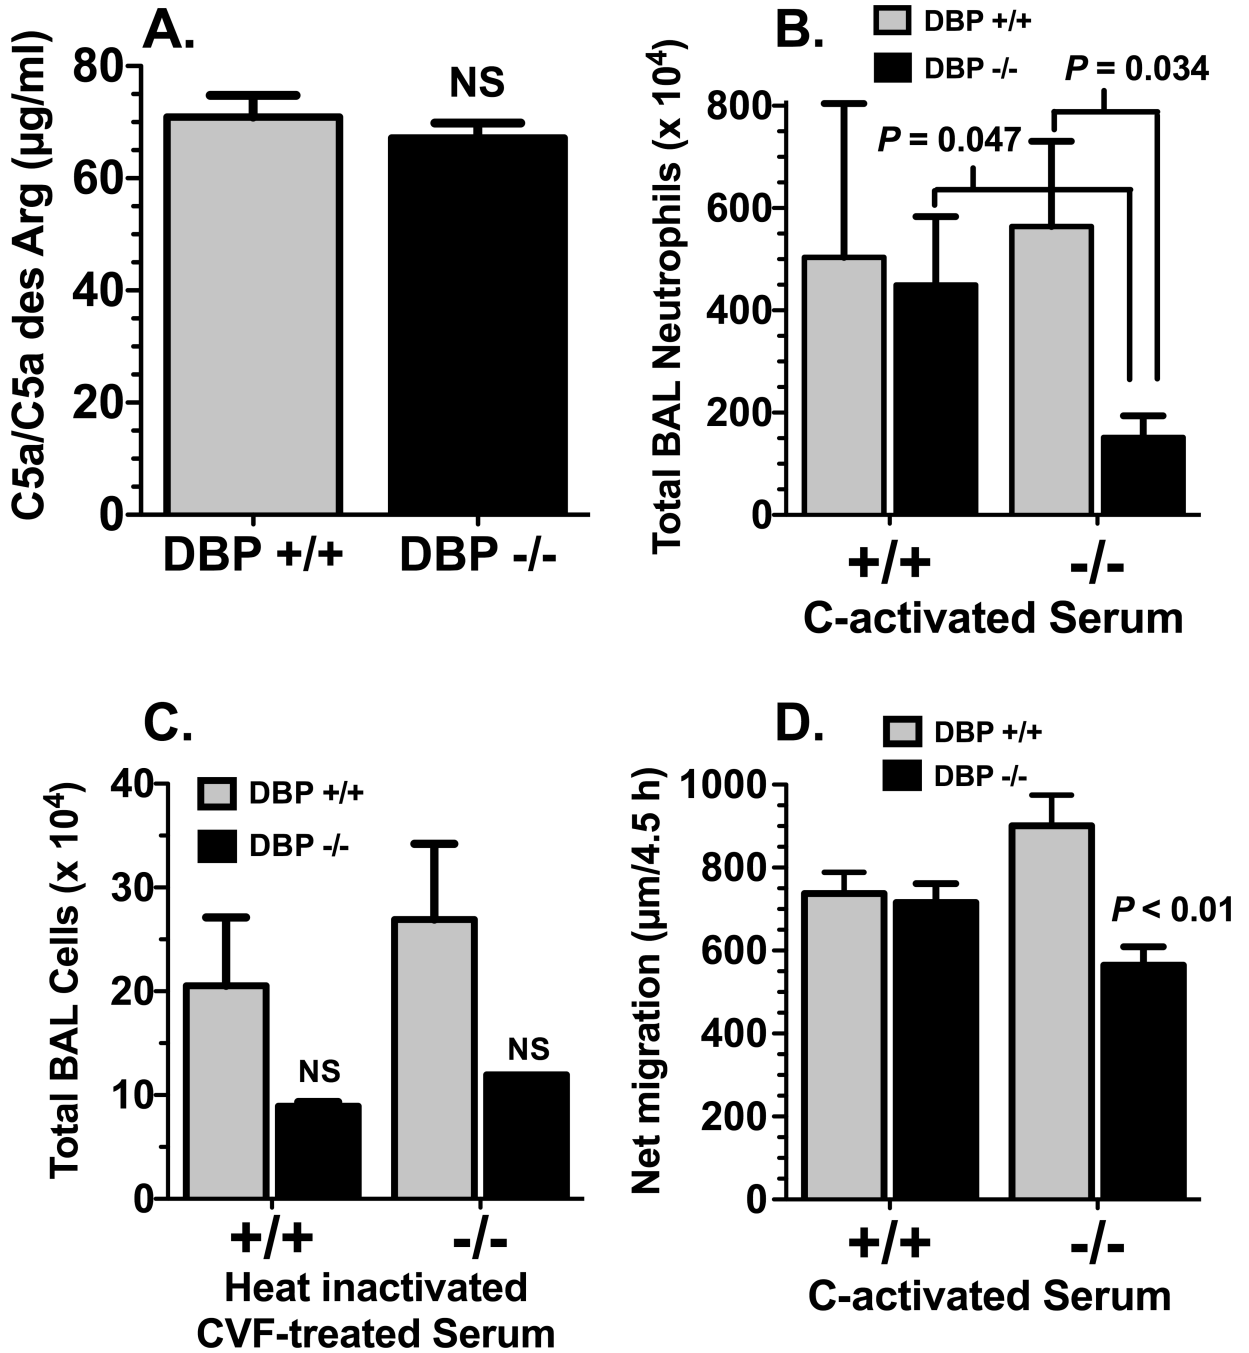 A.
C5a/C5a des Arg (µg/ml)
80
60
40
20
0
NS
DBP +/+
DBP -/-
B.
DBP +/+
DBP -/-
Total BAL Neutrophils (x 10⁴)
800
600
400
200
0
P = 0.047
P = 0.034
+/+
-/-
C-activated Serum
C.
DBP +/+
DBP -/-
Total BAL Cells (x 10⁴)
40
30
20
10
0
NS
NS
+/+
-/-
Heat inactivated
CVF-treated Serum
D.
DBP +/+
DBP -/-
Net migration (µm/4.5 h)
1000
800
600
400
200
0
P < 0.01
+/+
-/-
C-activated Serum